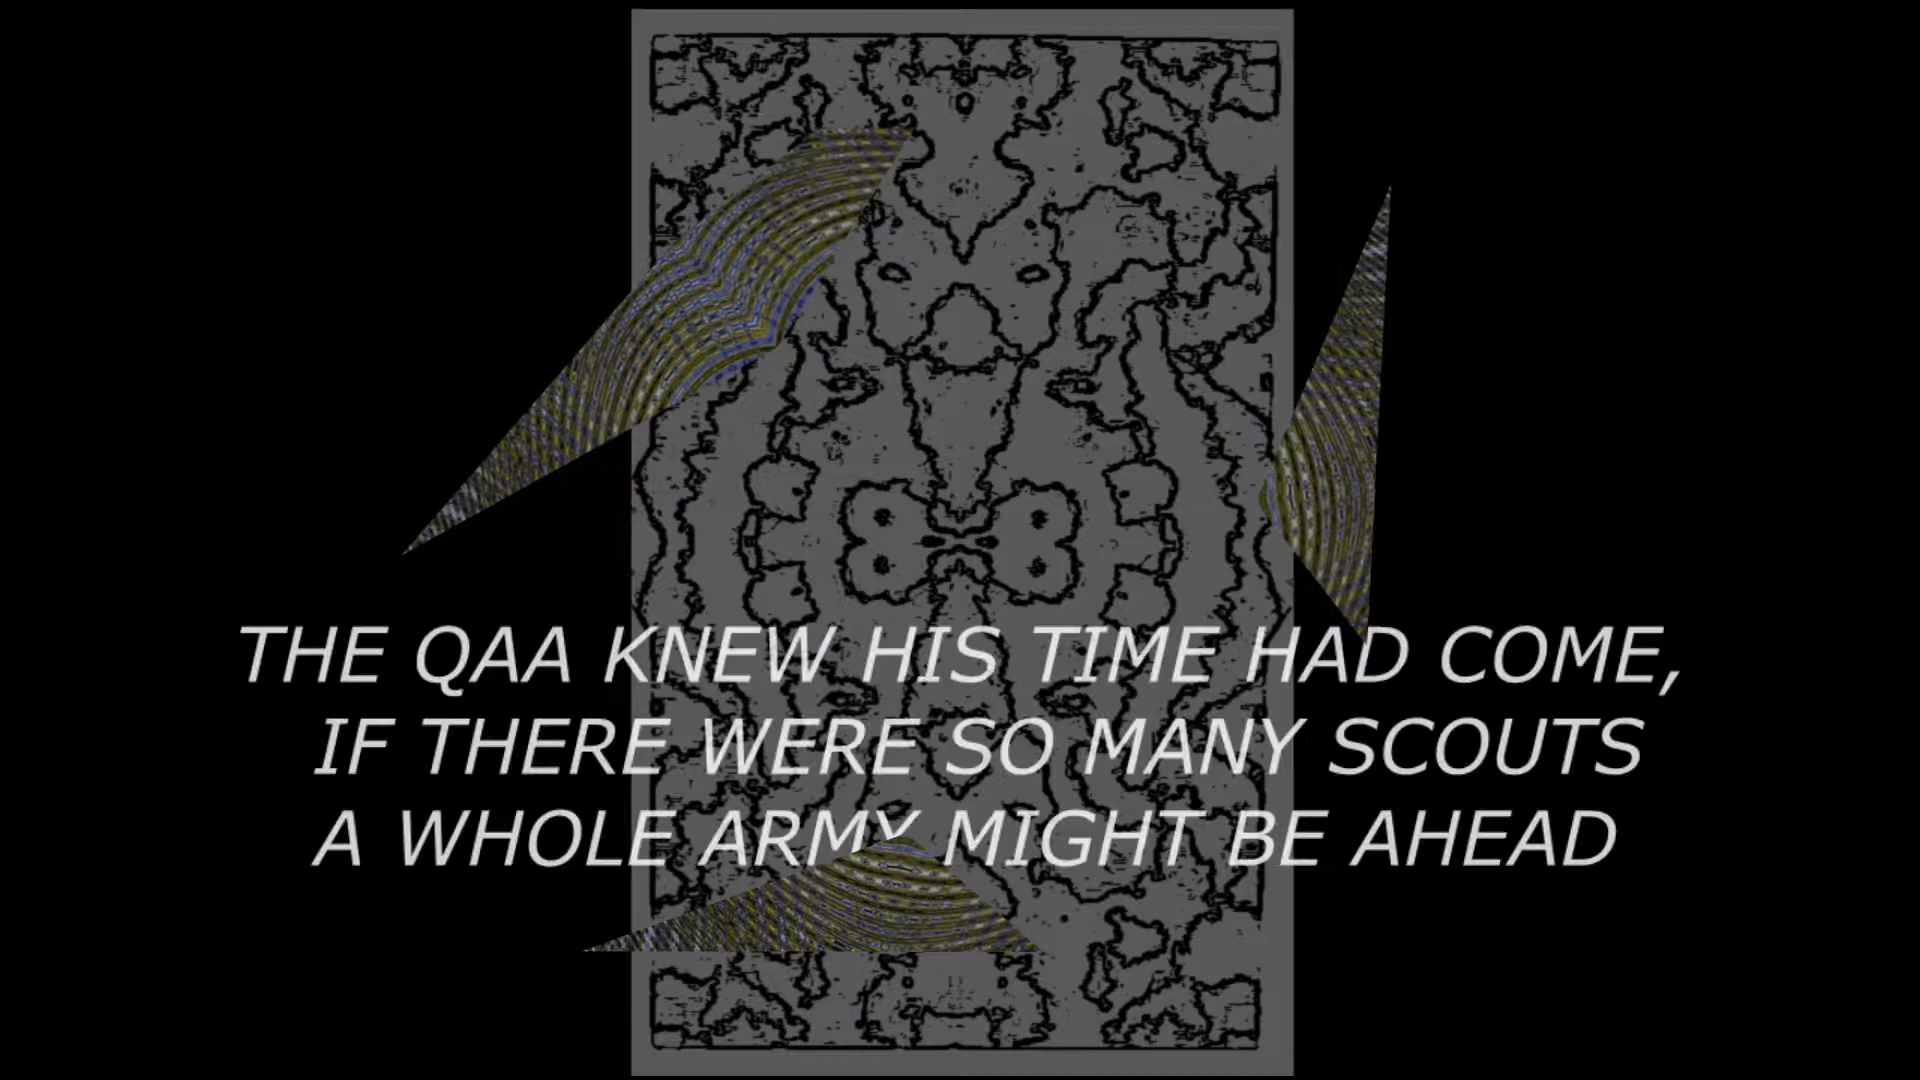 THE QAA KNEW HIS TIME HAD COME,
IF THERE WERE SO MANY SCOUTS
A WHOLE ARMY MIGHT BE AHEAD